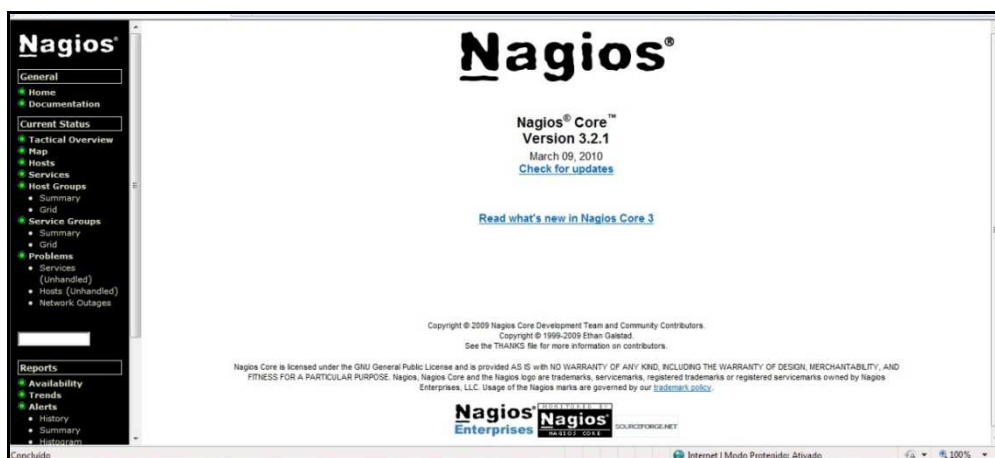 Nagios®
General
Home
Documentation
Current Status
Tactical Overview
Map
Hosts
Services
Host Groups
Summary
Grid
Service Groups
Summary
Grid
Problems
Services
(Unhandled)
Hosts (Unhandled)
Network Outages
Reports
Availability
Trends
Alerts
History
Summary
Histogram
Nagios®
Nagios® Core™
Version 3.2.1
March 09, 2010
Check for updates
Read what's new in Nagios Core 3
Copyright © 2009 Nagios Core Development Team and Community Contributors.
Copyright © 1999-2009 Ethan Galstad.
See the THANKS file for more information on contributors.
Nagios Core is licensed under the GNU General Public License and is provided AS IS with NO WARRANTY OF ANY KIND, INCLUDING THE WARRANTY OF DESIGN, MERCHANTABILITY, AND
FITNESS FOR A PARTICULAR PURPOSE. Nagios, Nagios Core and the Nagios logo are trademarks, servicemarks, registered trademarks or registered servicemarks owned by Nagios
Enterprises, LLC. Usage of the Nagios marks are governed by our trademark policy.
Nagios®
Enterprises
MONITORED BY
Nagios®
NAGIOS CORE
SOURCEFORGE.NET
Concluído
Internet | Modo Protegido: Ativado
100%